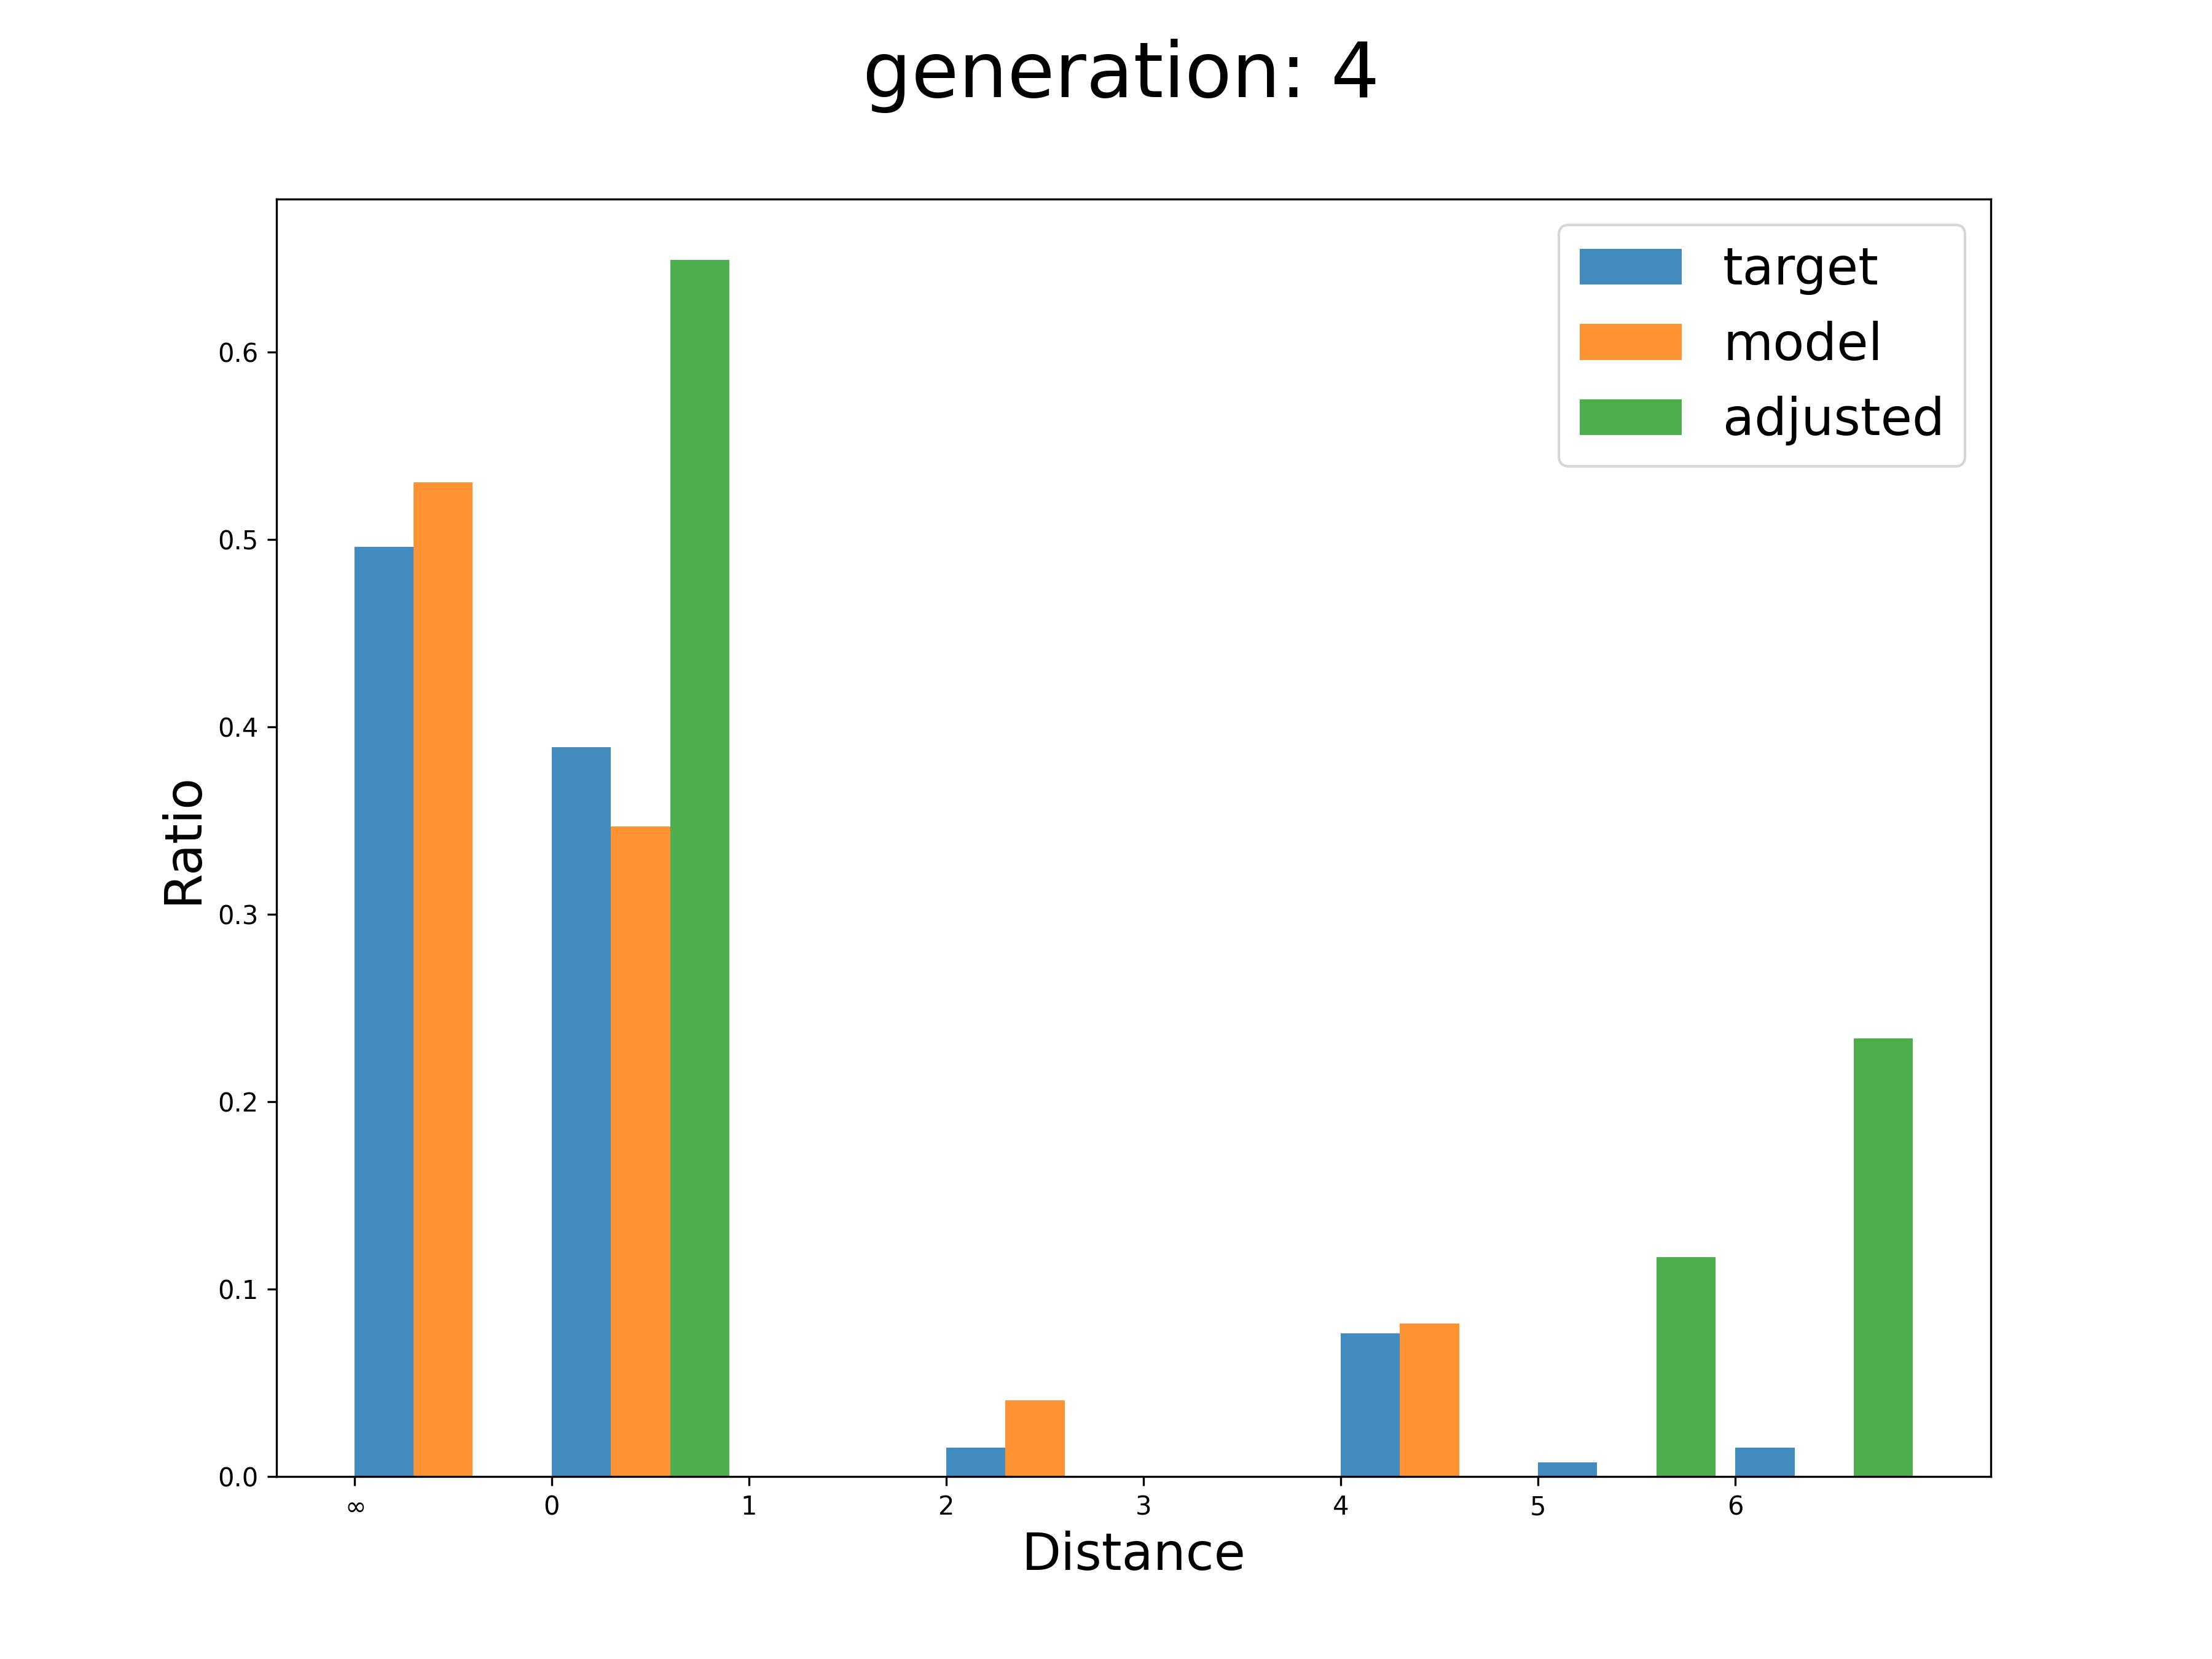 generation: 4
target
model
adjusted
Ratio
0.6
0.5
0.4
0.3
0.2
0.1
0.0
∞ 0 1 2 3 4 5 6
Distance